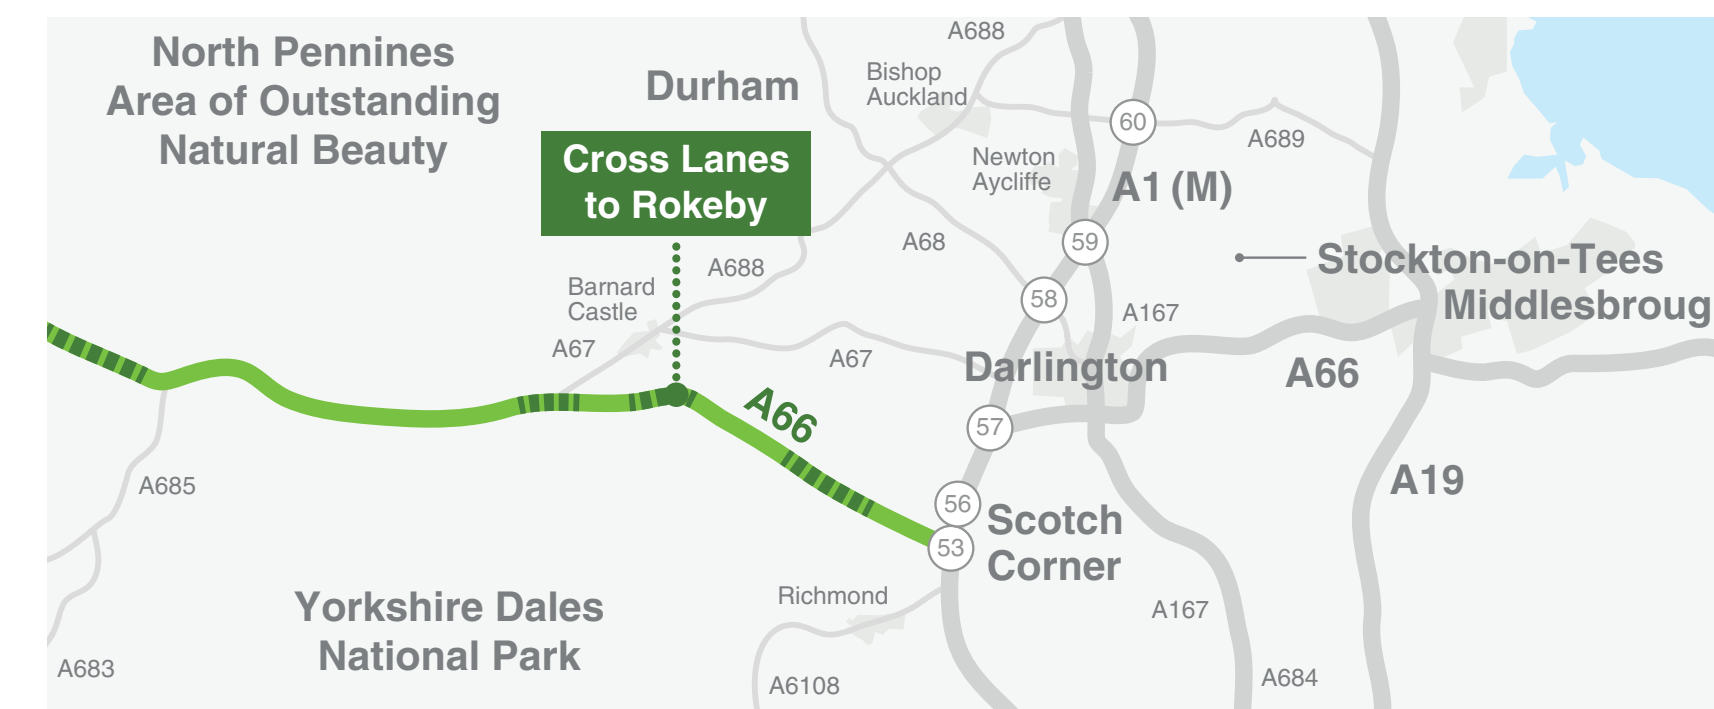 North Pennines
Area of Outstanding
Natural Beauty
Durham
A688
Bishop
Auckland
60
A689
Cross Lanes
to Rokeby
Newton
Aycliffe
A1 (M)
A68
59
A688
Stockton-on-Tees
Middlesbroug
Barnard
Castle
58
A167
A67
A67
Darlington
A66
A66
57
A19
A685
56
Scotch
Corner
53
Richmond
A167
Yorkshire Dales
National Park
A683
A6108
A684